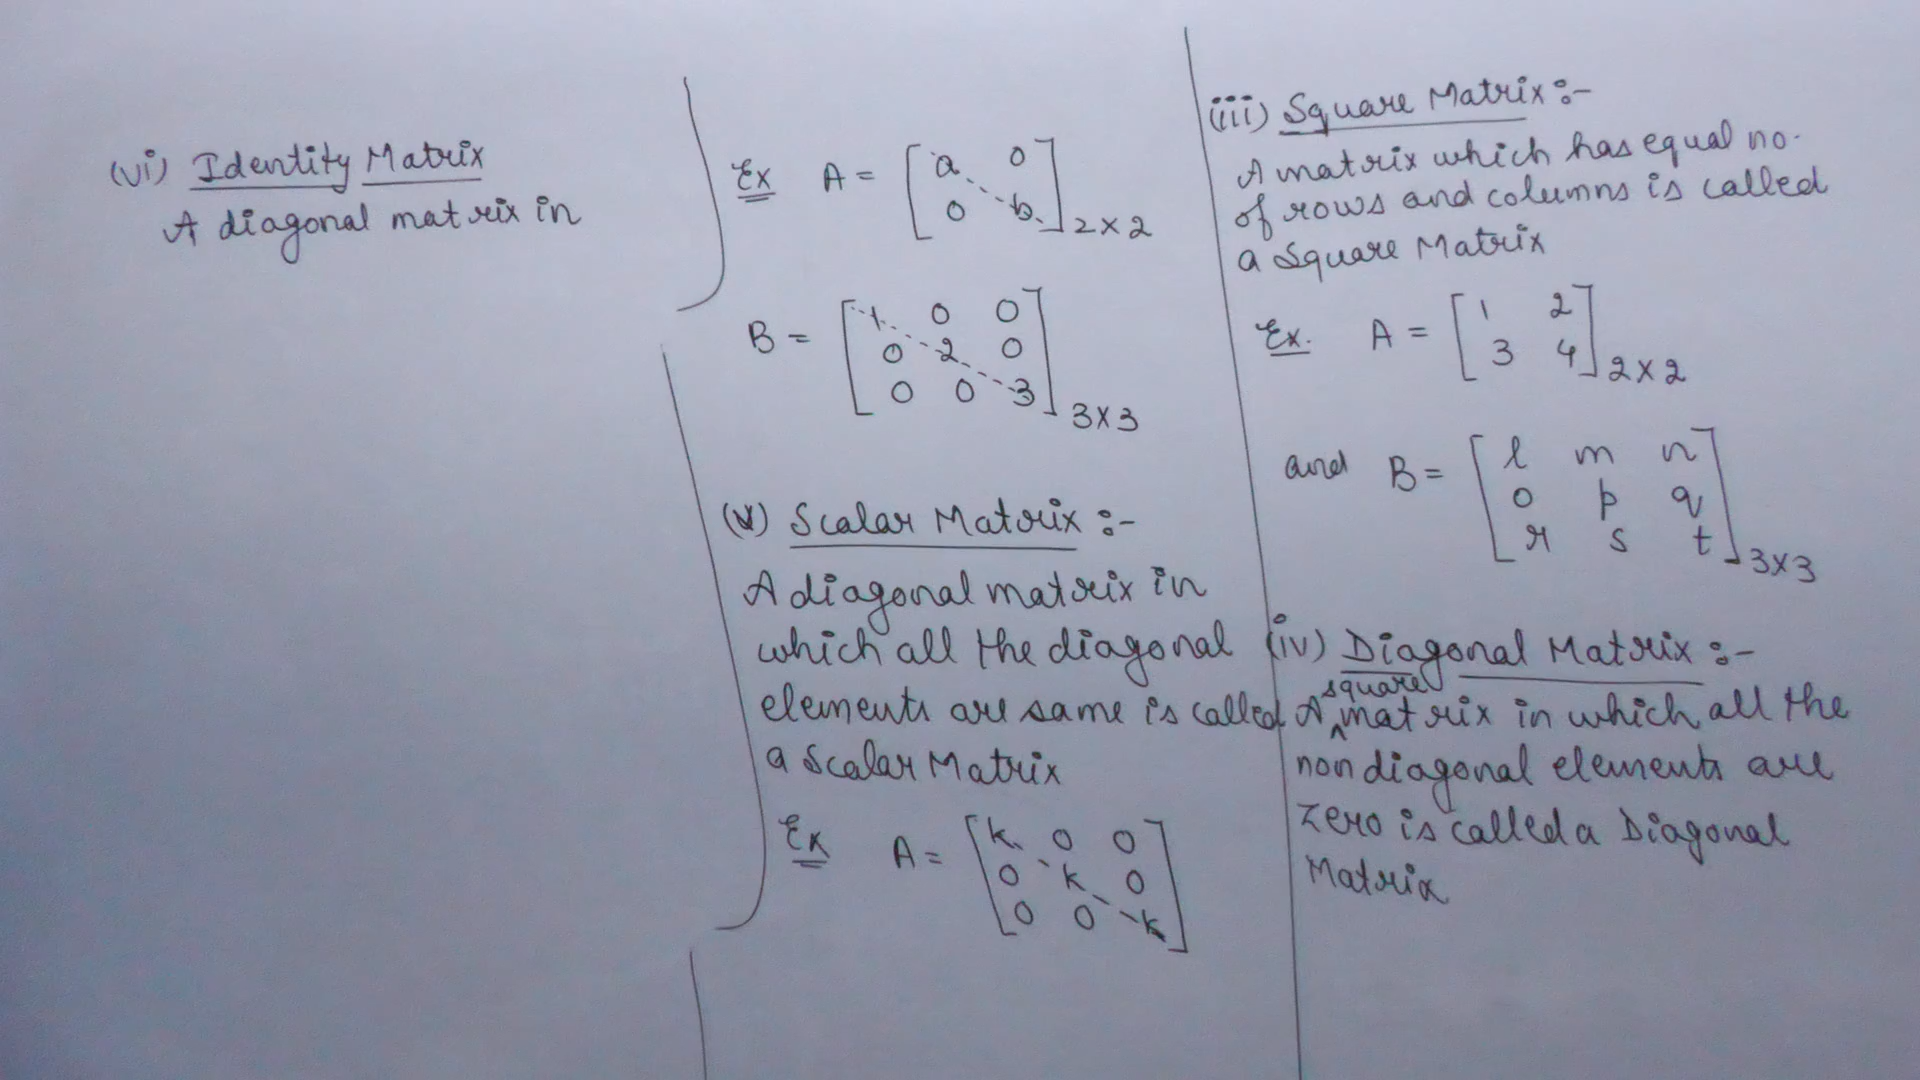 (iii) Square Matrix :-
A matrix which has equal no.
of rows and columns is called
a Square Matrix
Ex. A = [ 1 2
3 4 ] 2×2
and B = [ l m n
o p q
r s t ] 3×3
(iv) Diagonal Matrix :-
A square matrix in which all the
non diagonal elements are
zero is called a Diagonal
Matrix
Ex A = [ a 0
0 b ] 2×2
B = [ 1 0 0
0 2 0
0 0 3 ] 3×3
(v) Scalar Matrix :-
A diagonal matrix in
which all the diagonal
elements are same is called
a Scalar Matrix
Ex A = [ k 0 0
0 k 0
0 0 k ]
(vi) Identity Matrix
A diagonal matrix in